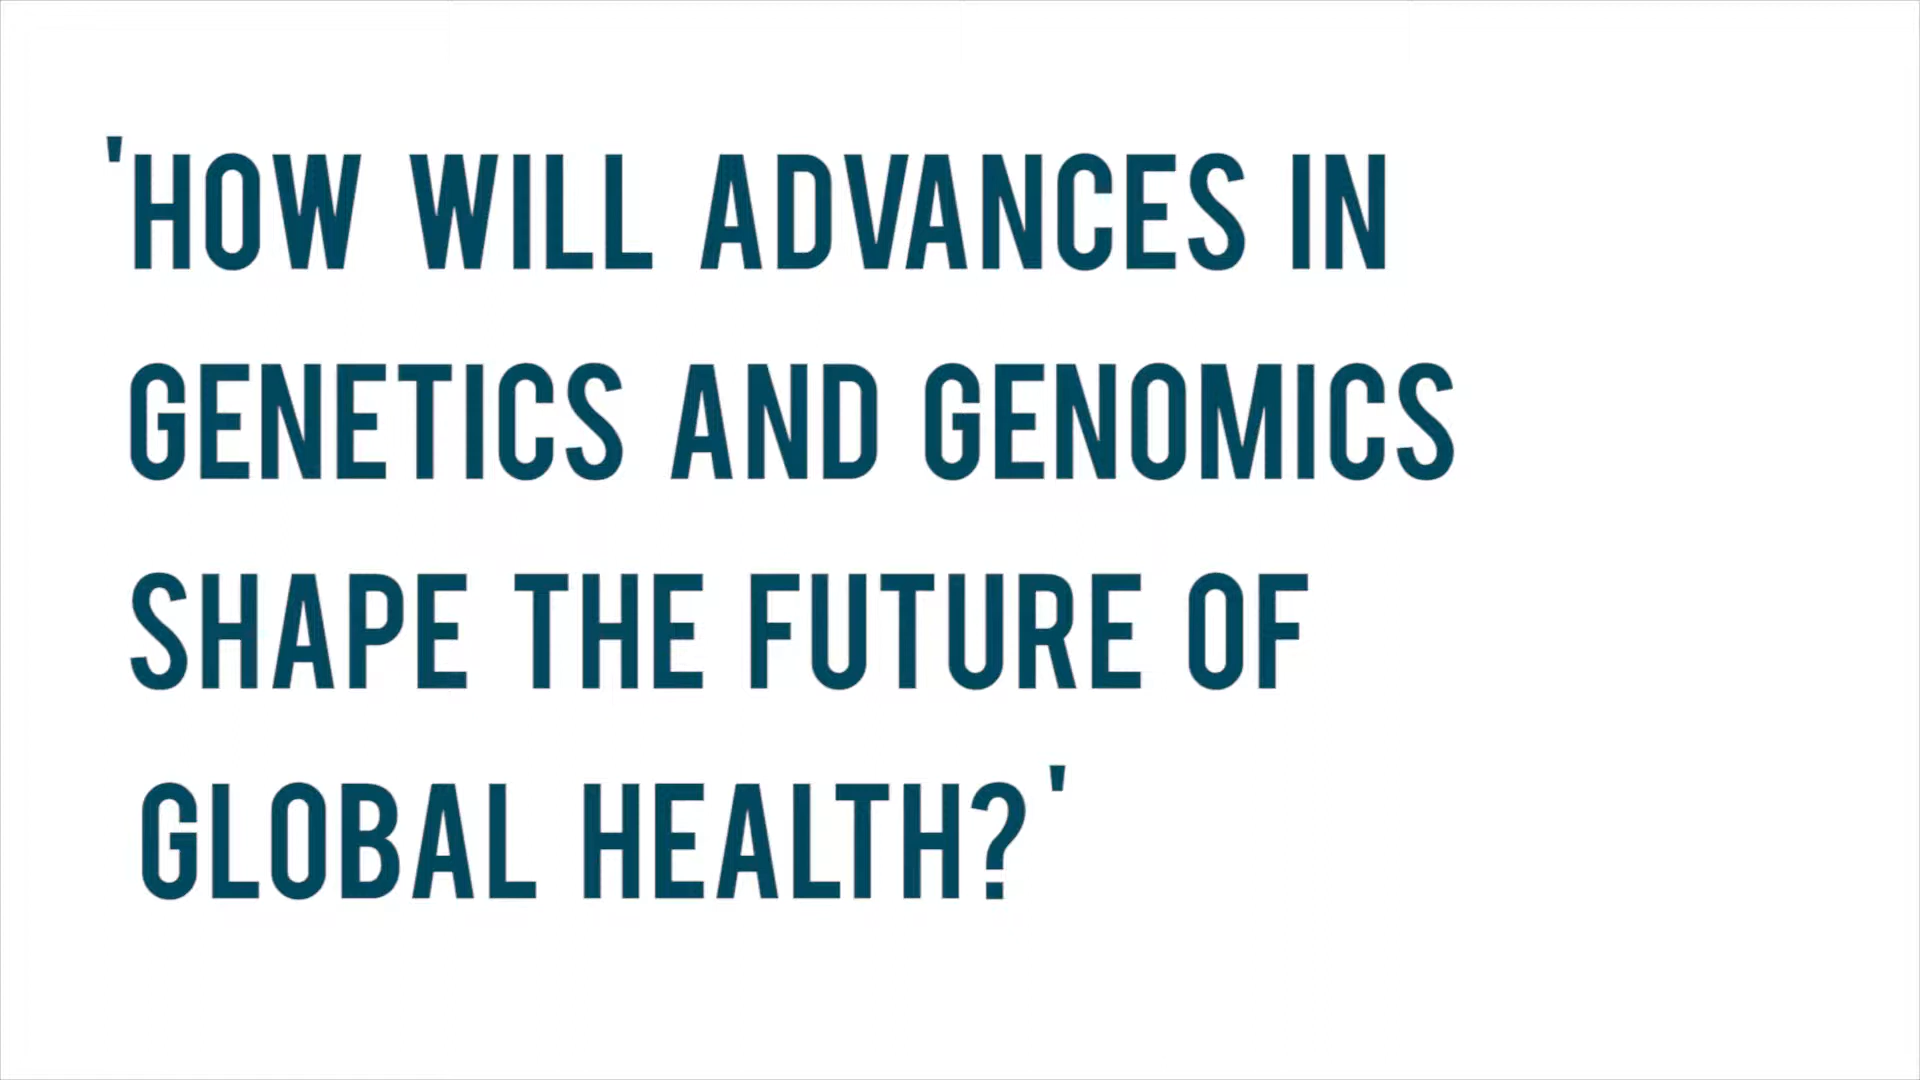 'HOW WILL ADVANCES IN
GENETICS AND GENOMICS
SHAPE THE FUTURE OF
GLOBAL HEALTH?'